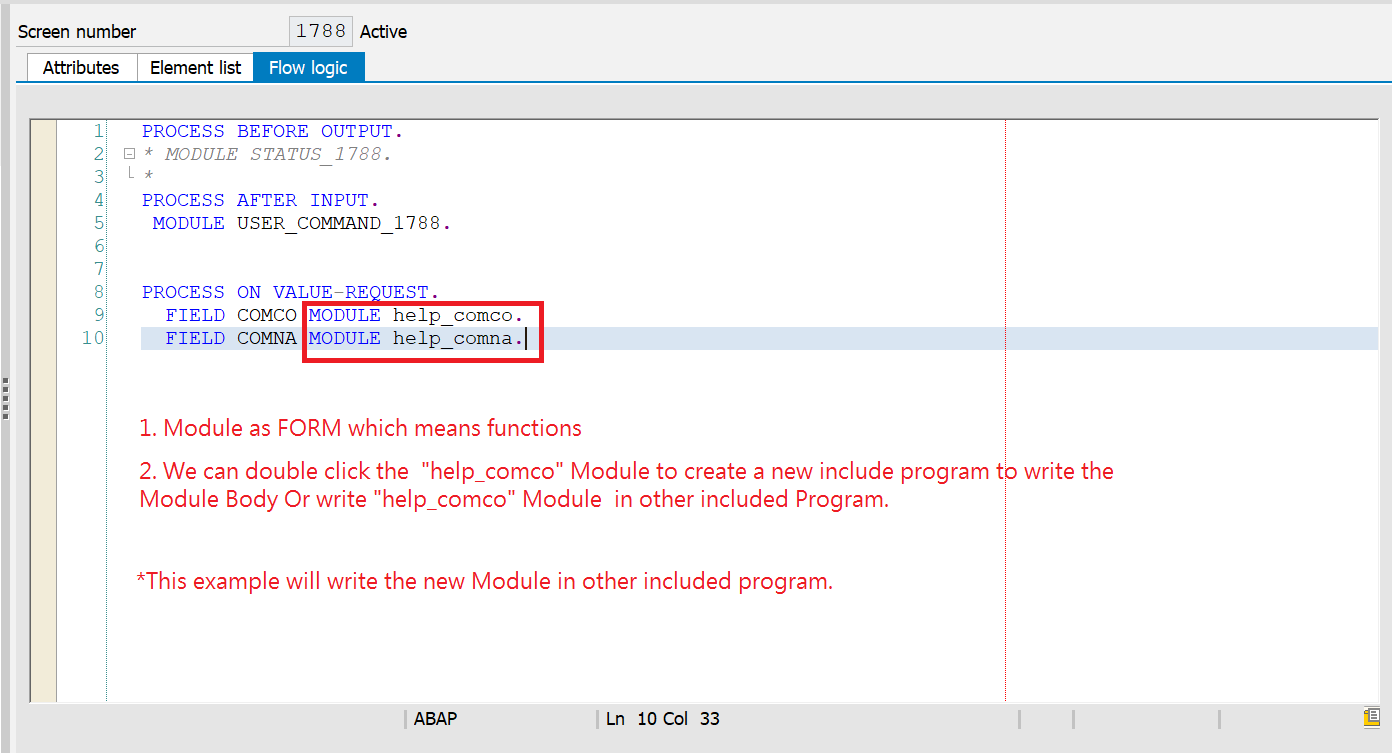 Screen number 1788 Active
Attributes Element list Flow logic
1 PROCESS BEFORE OUTPUT.
2 * MODULE STATUS_1788.
3 *
4 PROCESS AFTER INPUT.
5 MODULE USER_COMMAND_1788.
6
7
8 PROCESS ON VALUE-REQUEST.
9 FIELD COMCO MODULE help_comco.
10 FIELD COMNA MODULE help_comna.
1. Module as FORM which means functions
2. We can double click the "help_comco" Module to create a new include program to write the
Module Body Or write "help_comco" Module in other included Program.
*This example will write the new Module in other included program.
ABAP Ln 10 Col 33